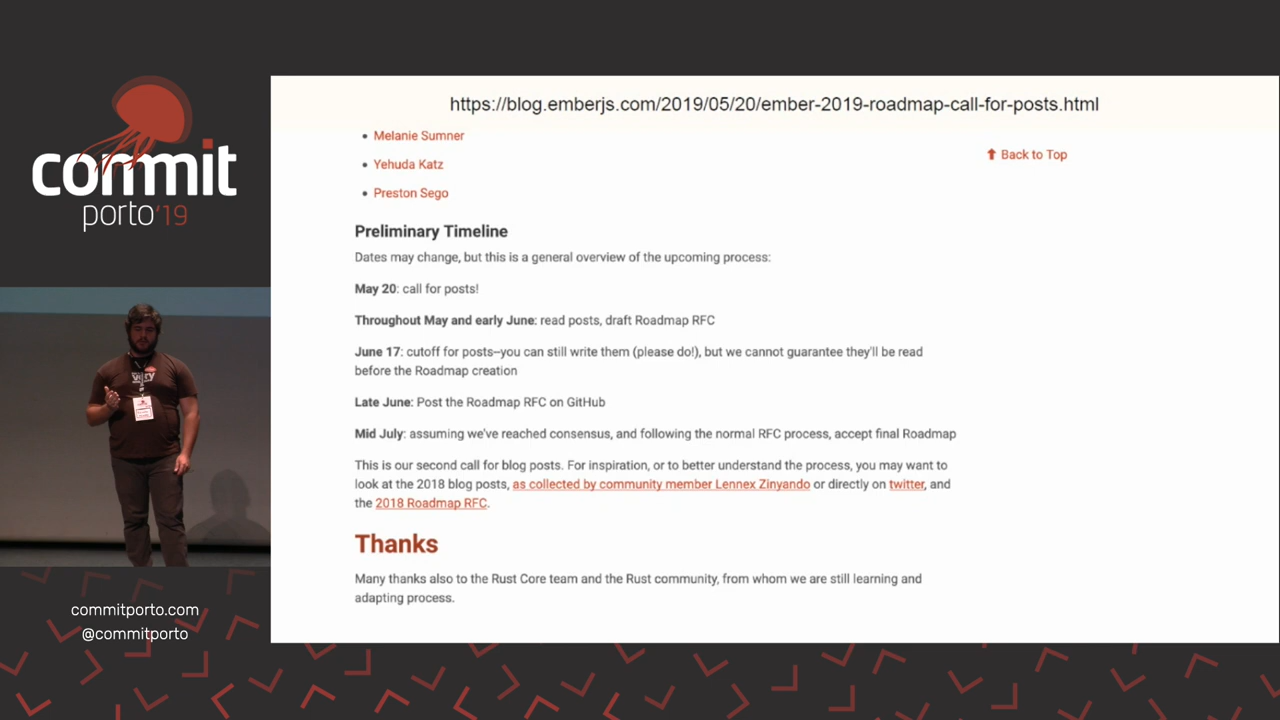 commit
porto'19
commitporto.com
@commitporto
https://blog.emberjs.com/2019/05/20/ember-2019-roadmap-call-for-posts.html
Melanie Sumner
Yehuda Katz
Preston Sego
Back to Top
Preliminary Timeline
Dates may change, but this is a general overview of the upcoming process:
May 20: call for posts!
Throughout May and early June: read posts, draft Roadmap RFC
June 17: cutoff for posts–you can still write them (please do!), but we cannot guarantee they'll be read
before the Roadmap creation
Late June: Post the Roadmap RFC on GitHub
Mid July: assuming we've reached consensus, and following the normal RFC process, accept final Roadmap
This is our second call for blog posts. For inspiration, or to better understand the process, you may want to
look at the 2018 blog posts, as collected by community member Lennex Zinyando or directly on twitter, and
the 2018 Roadmap RFC.
Thanks
Many thanks also to the Rust Core team and the Rust community, from whom we are still learning and
adapting process.